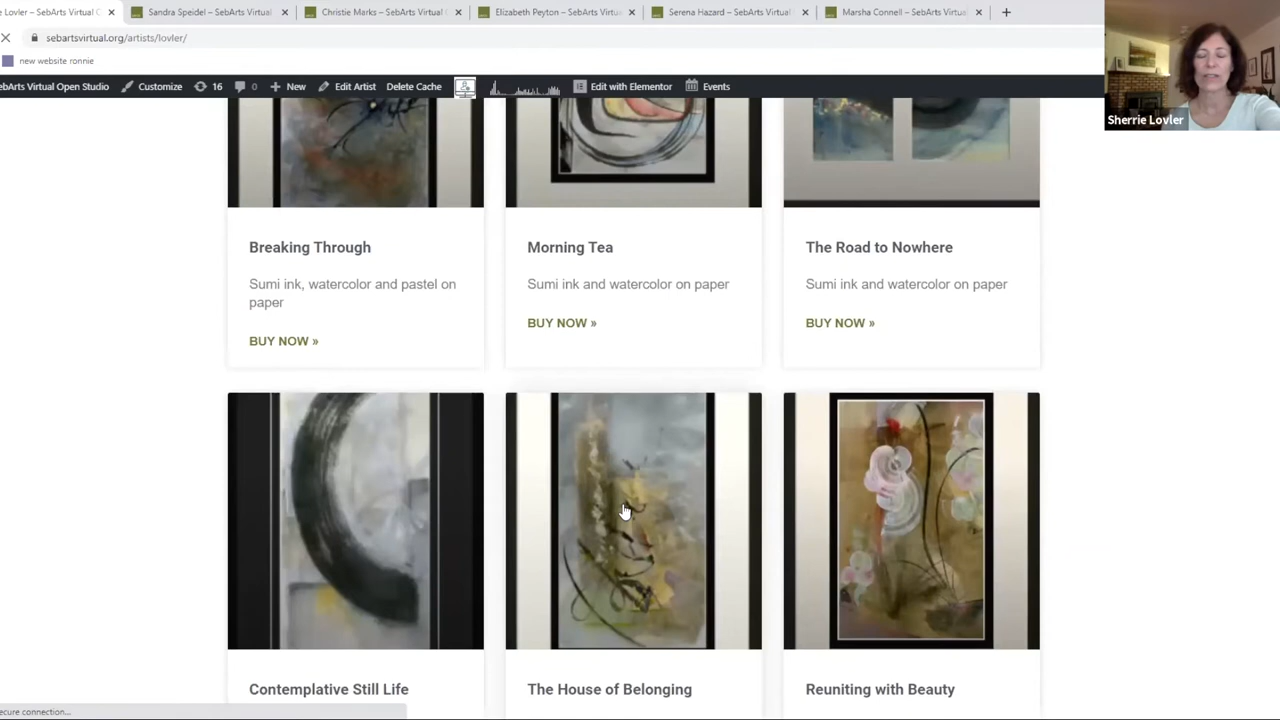 e Lovler – SebArts Virtual O
Sandra Speidel – SebArts Virtual
Christie Marks – SebArts Virtual
Elizabeth Peyton – SebArts Virtua
Serena Hazard – SebArts Virtual
Marsha Connell – SebArts Virtual
sebartsvirtual.org/artists/lovler/
new website ronnie
ebArts Virtual Open Studio
Customize
16
0
New
Edit Artist
Delete Cache
Edit with Elementor
Events
Sherrie Lovler
Breaking Through
Morning Tea
The Road to Nowhere
Sumi ink, watercolor and pastel on
paper
Sumi ink and watercolor on paper
Sumi ink and watercolor on paper
BUY NOW »
BUY NOW »
BUY NOW »
Contemplative Still Life
The House of Belonging
Reuniting with Beauty
ecure connection...